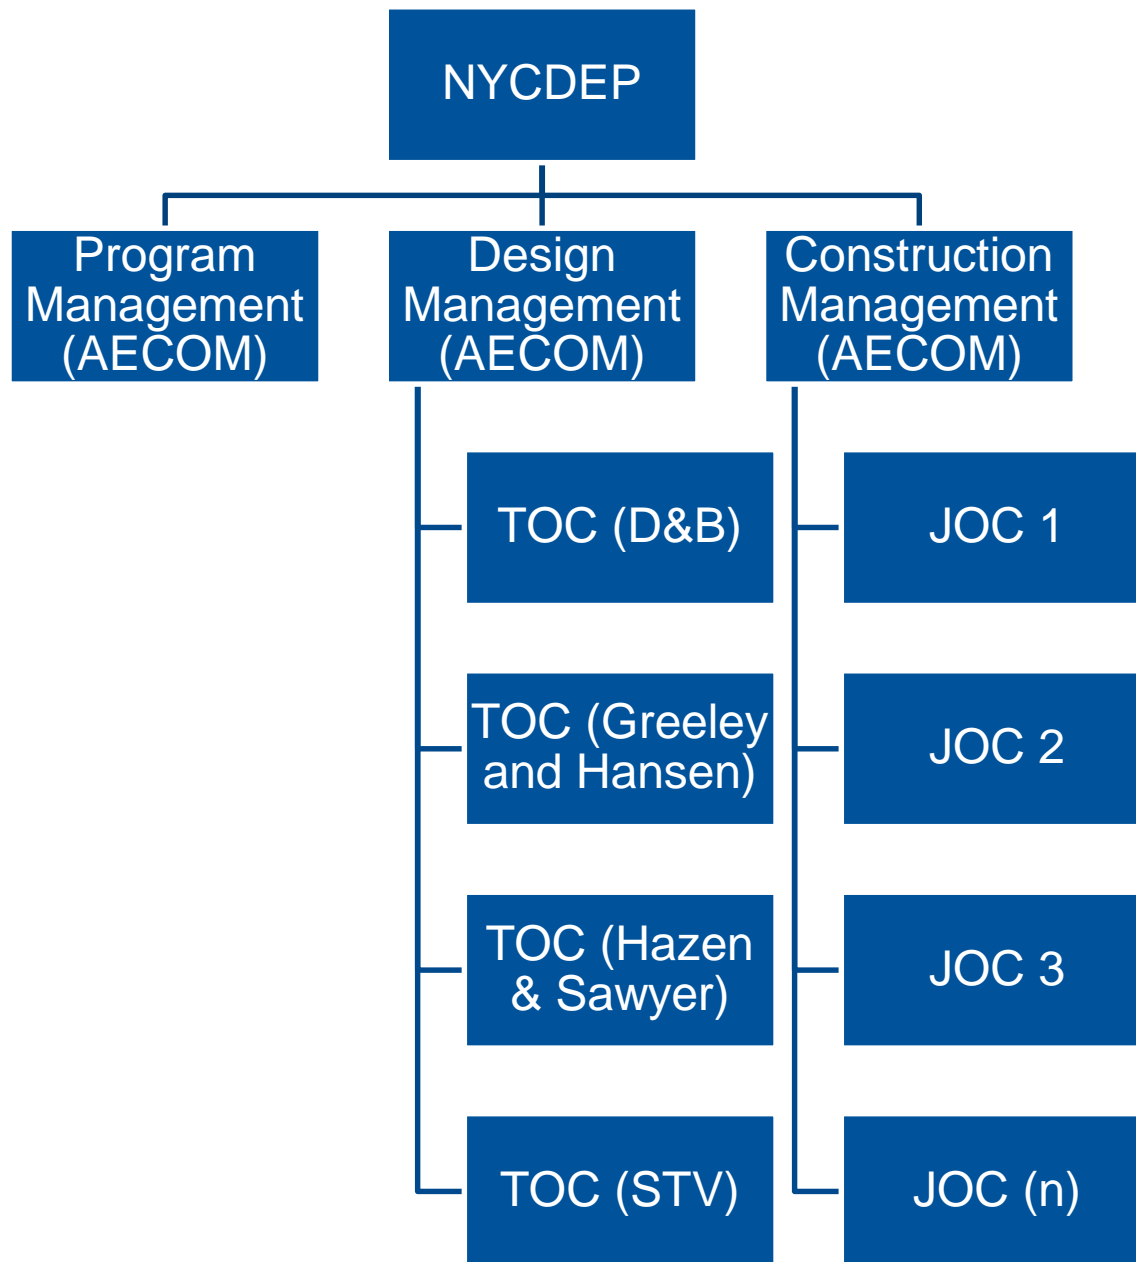 NYCDEP
Program
Management
(AECOM)
Design
Management
(AECOM)
Construction
Management
(AECOM)
TOC (D&B)
TOC (Greeley
and Hansen)
TOC (Hazen
& Sawyer)
TOC (STV)
JOC 1
JOC 2
JOC 3
JOC (n)